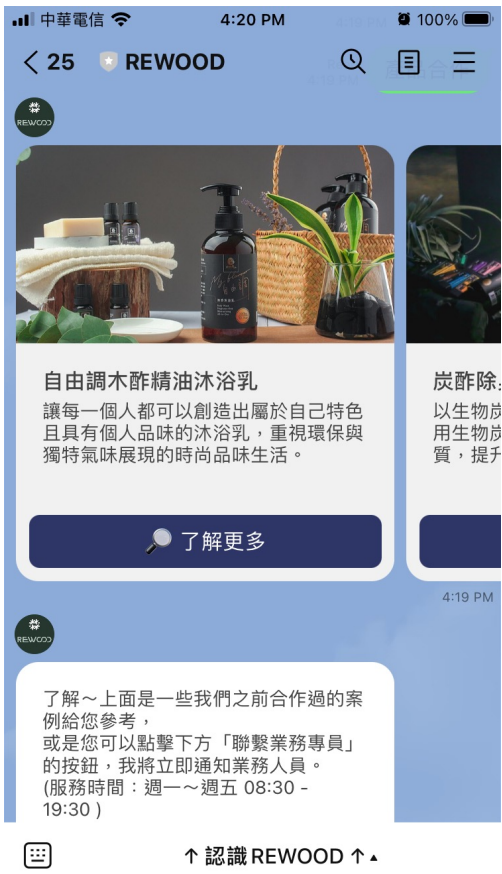 中華電信
4:20 PM
100%
25
REWOOD
REWOOD
自由調木酢精油沐浴乳
讓每一個人都可以創造出屬於自己特色
且具有個人品味的沐浴乳，重視環保與
獨特氣味展現的時尚品味生活。
🔎 了解更多
炭酢除
以生物炭
用生物炭
質，提升
4:19 PM
REWOOD
了解～上面是一些我們之前合作過的案
例給您參考，
或是您可以點擊下方「聯繫業務專員」
的按鈕，我將立即通知業務人員。
(服務時間：週一～週五 08:30 -
19:30 )
↑ 認識 REWOOD ↑ ▴